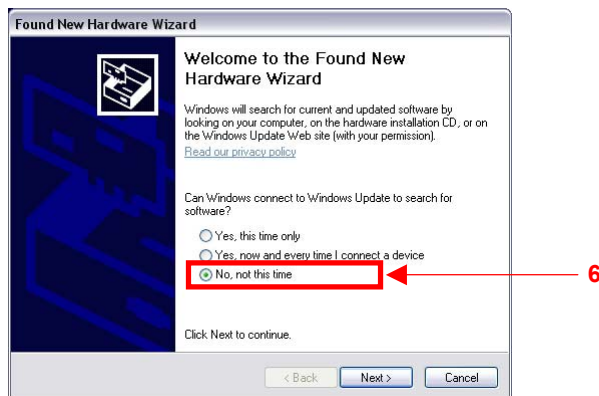 Found New Hardware Wizard
Welcome to the Found New
Hardware Wizard
Windows will search for current and updated software by
looking on your computer, on the hardware installation CD, or on
the Windows Update Web site (with your permission).
Read our privacy policy
Can Windows connect to Windows Update to search for
software?
Yes, this time only
Yes, now and every time I connect a device
No, not this time
6
Click Next to continue.
< Back Next > Cancel